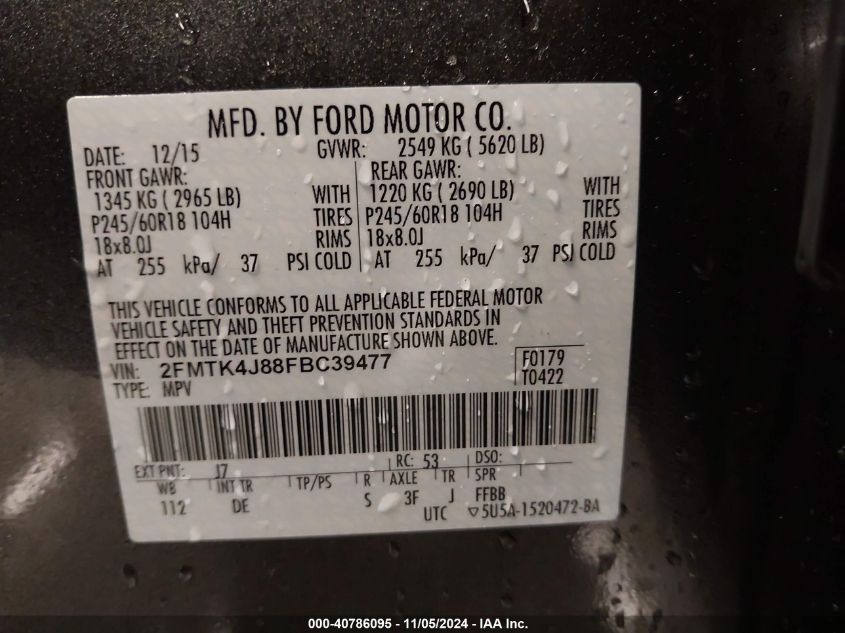 MFD. BY FORD MOTOR CO.
DATE: 12/15 GVWR: 2549 KG ( 5620 LB)
FRONT GAWR: REAR GAWR:
1345 KG ( 2965 LB) WITH 1220 KG ( 2690 LB) WITH
P245/60R18 104H TIRES P245/60R18 104H TIRES
18x8.0J RIMS 18x8.0J RIMS
AT 255 kPa/ 37 PSI COLD AT 255 kPa/ 37 PSI COLD
THIS VEHICLE CONFORMS TO ALL APPLICABLE FEDERAL MOTOR
VEHICLE SAFETY AND THEFT PREVENTION STANDARDS IN
EFFECT ON THE DATE OF MANUFACTURE SHOWN ABOVE.
VIN: 2FMTK4J88FBC39477 F0179
TYPE: MPV T0422
EXT PNT: J7 RC: 53 DSO:
WB INT TR TP/PS R AXLE TR SPR
112 DE S 3F J FFBB
UTC ▽5U5A-1520472-BA
000-40786095 - 11/05/2024 - IAA Inc.